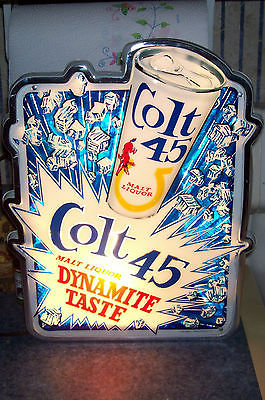 Colt
45
MALT
LIQUOR
Colt 45
MALT LIQUOR
DYNAMITE
TASTE